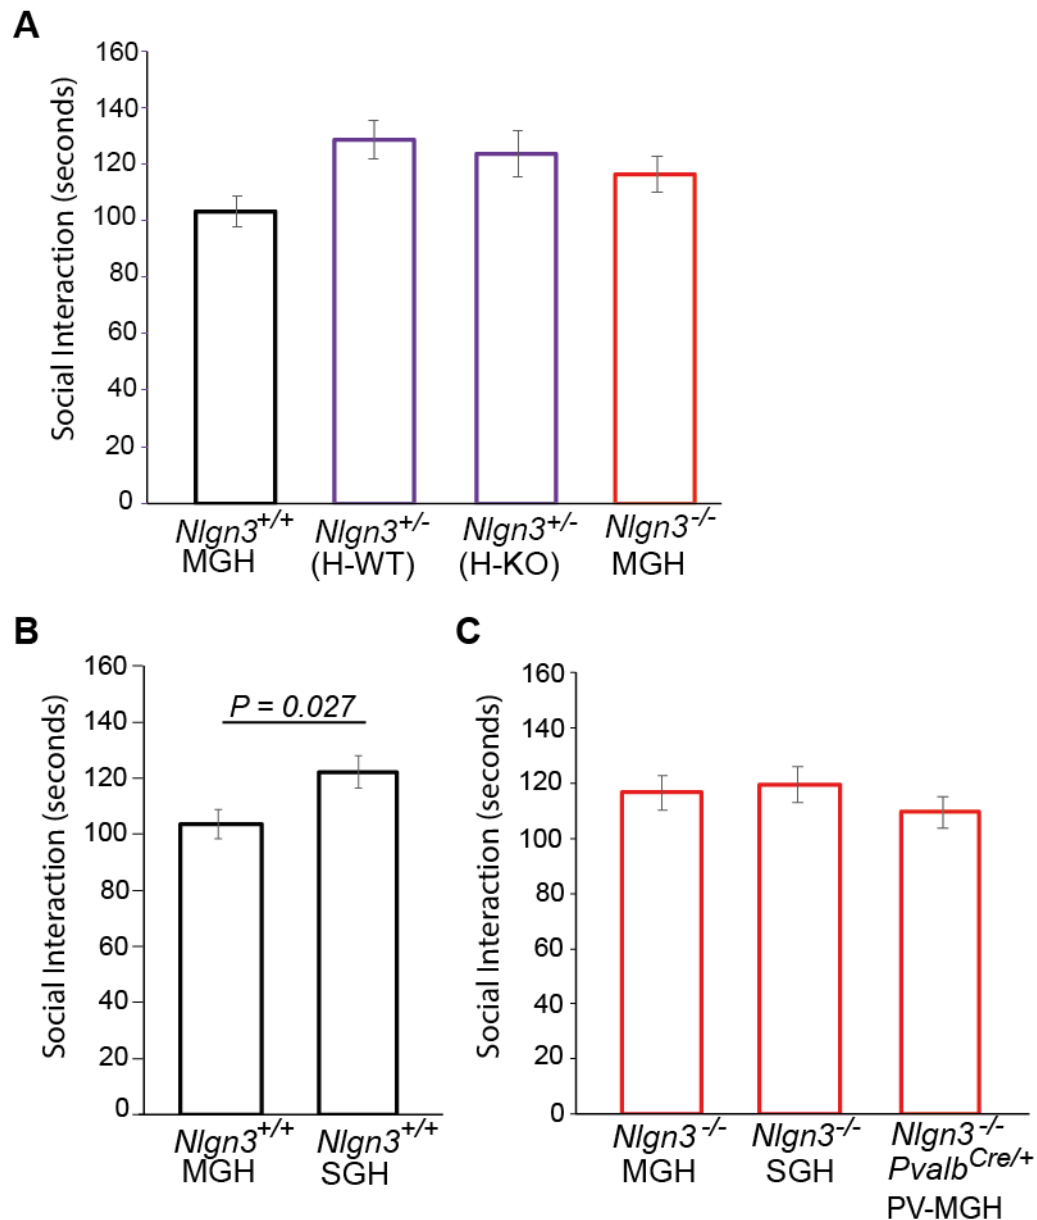 A
Social Interaction (seconds)
160
140
120
100
80
60
40
20
0
Nlgn3+/+
MGH
Nlgn3+/-
(H-WT)
Nlgn3+/-
(H-KO)
Nlgn3-/-
MGH
B
Social Interaction (seconds)
160
140
120
100
80
60
40
20
0
P = 0.027
Nlgn3+/+
MGH
Nlgn3+/+
SGH
C
Social Interaction (seconds)
160
140
120
100
80
60
40
20
0
Nlgn3-/-
MGH
Nlgn3-/-
SGH
Nlgn3-/-
PvalbCre/+
PV-MGH